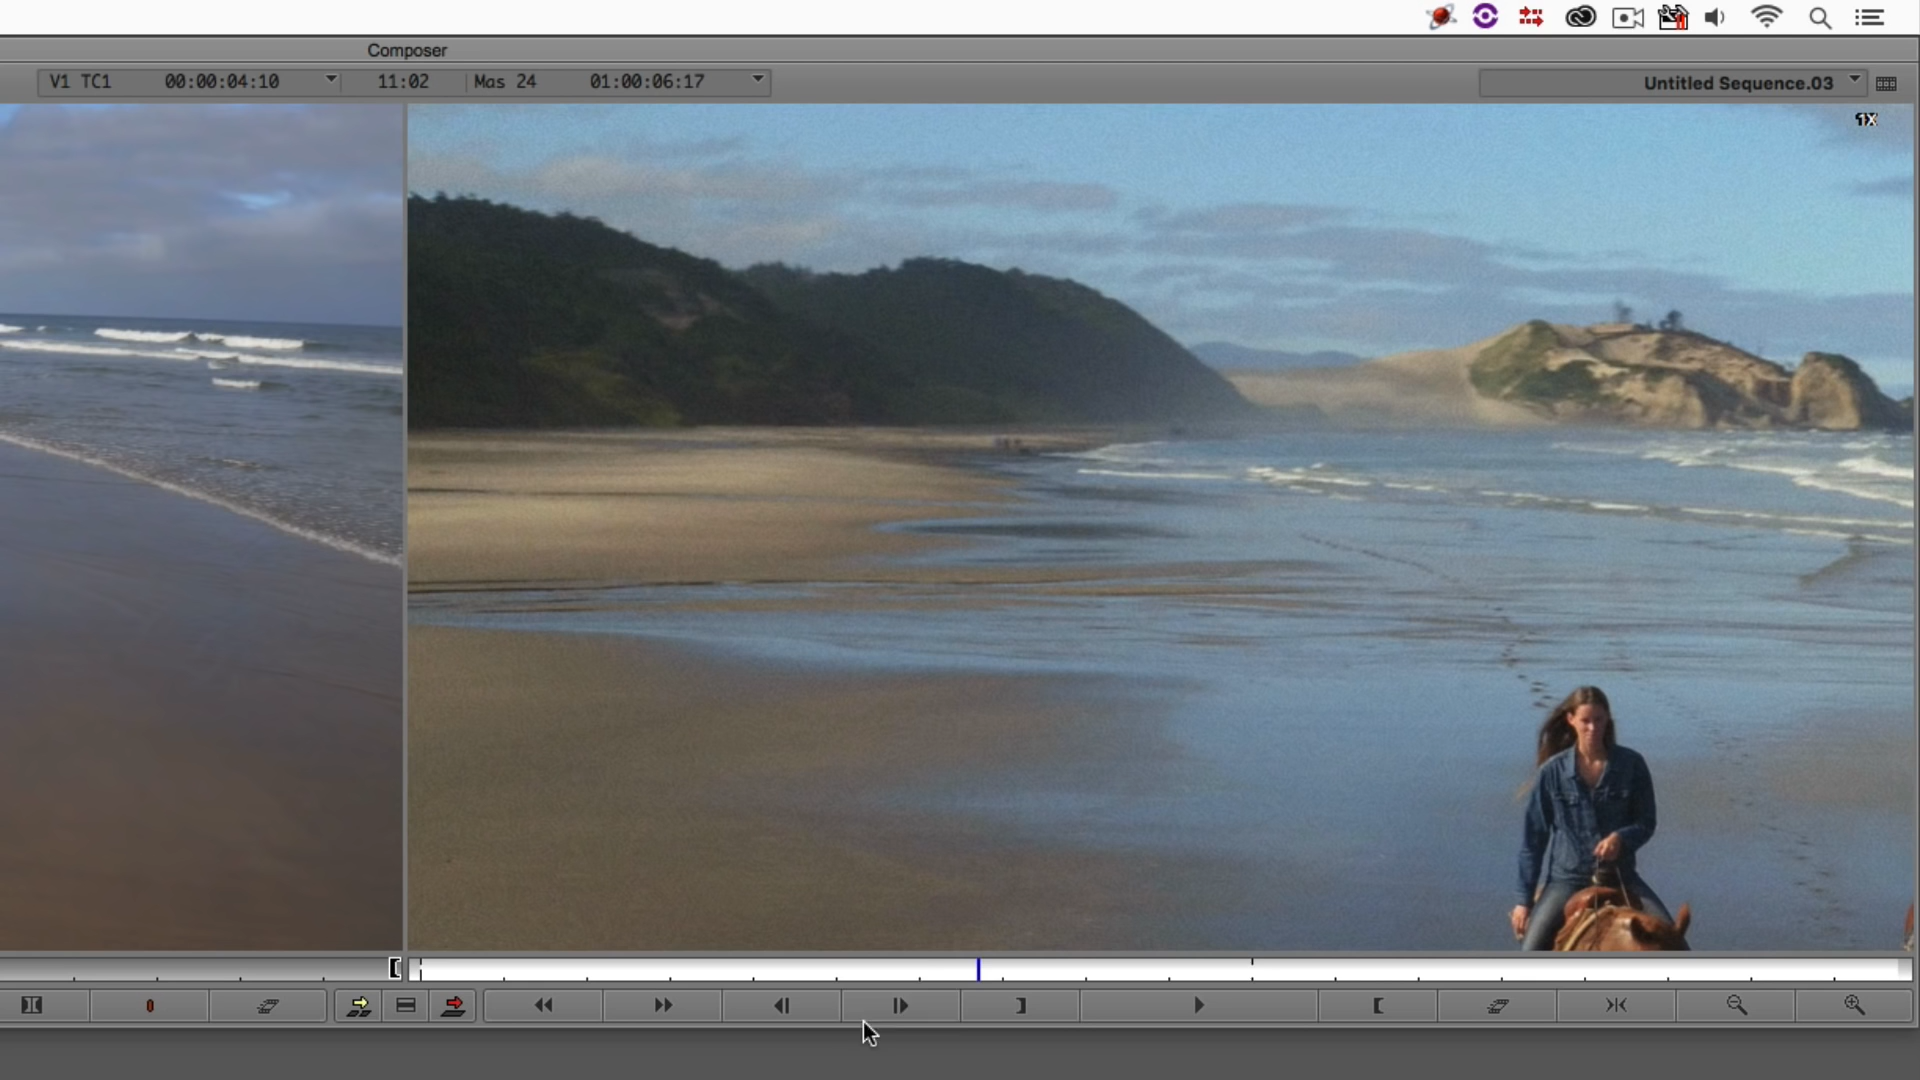 Composer
V1 TC1 00:00:04:10 11:02 Mas 24 01:00:06:17 Untitled Sequence.03
1X